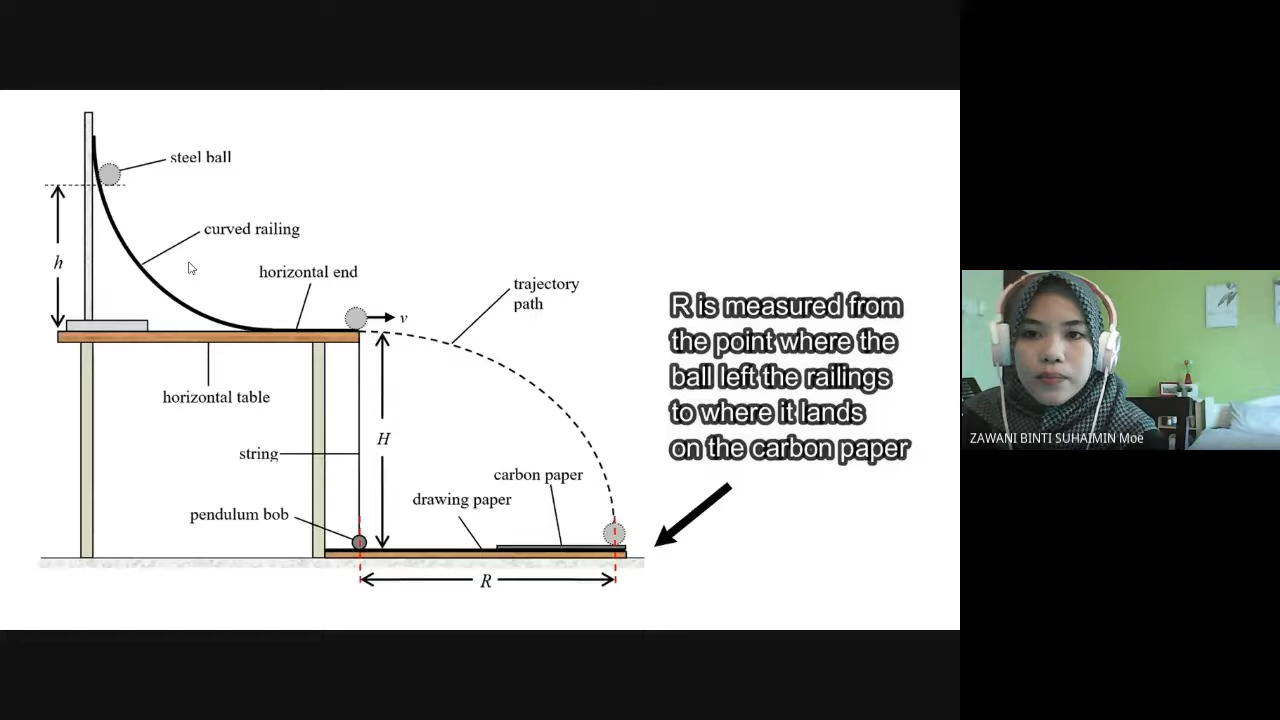 steel ball
curved railing
h
horizontal end
trajectory
path
v
R is measured from
the point where the
ball left the railings
to where it lands
on the carbon paper
horizontal table
H
string
carbon paper
drawing paper
pendulum bob
R
ZAWANI BINTI SUHAIMIN Moe